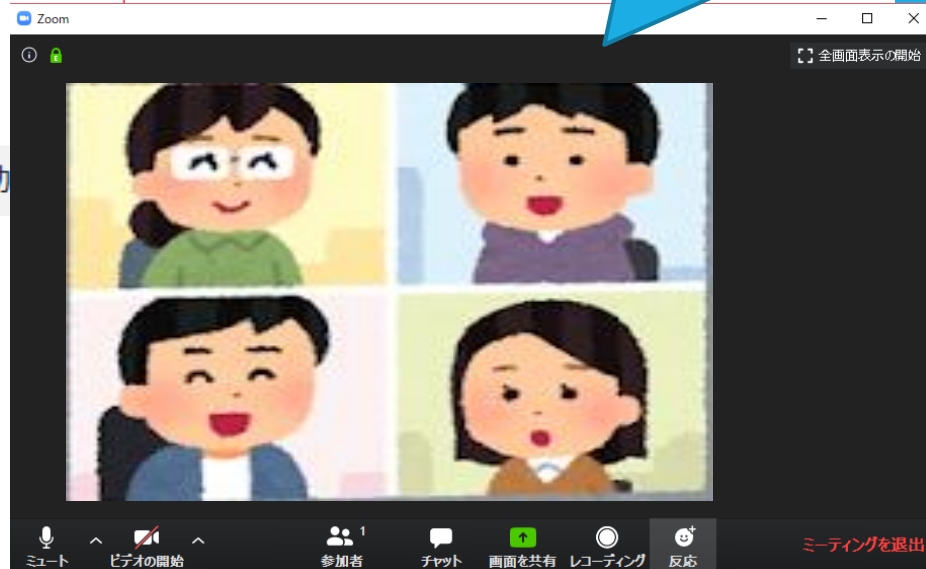 Zoom
全画面表示の開始
1
ミュート
ビデオの開始
参加者
チャット
画面を共有
レコーディング
反応
ミーティングを退出